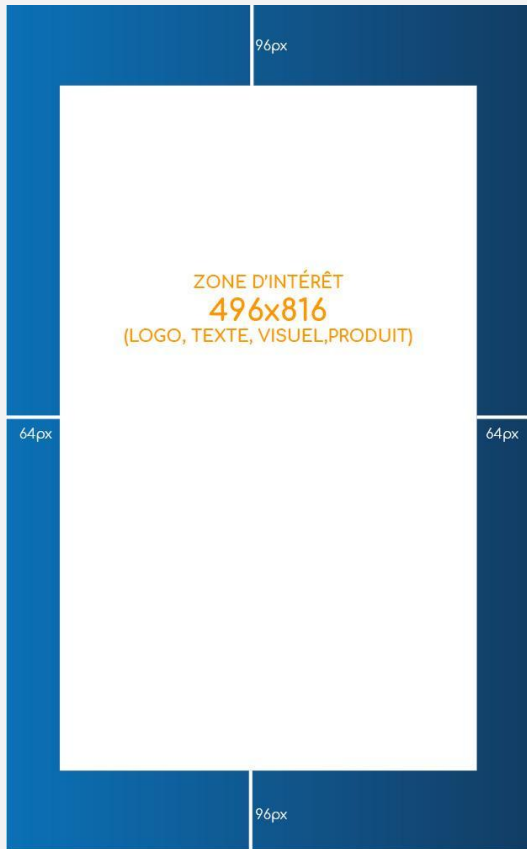 96px
ZONE D'INTÉRÊT
496x816
(LOGO, TEXTE, VISUEL,PRODUIT)
64px
64px
96px